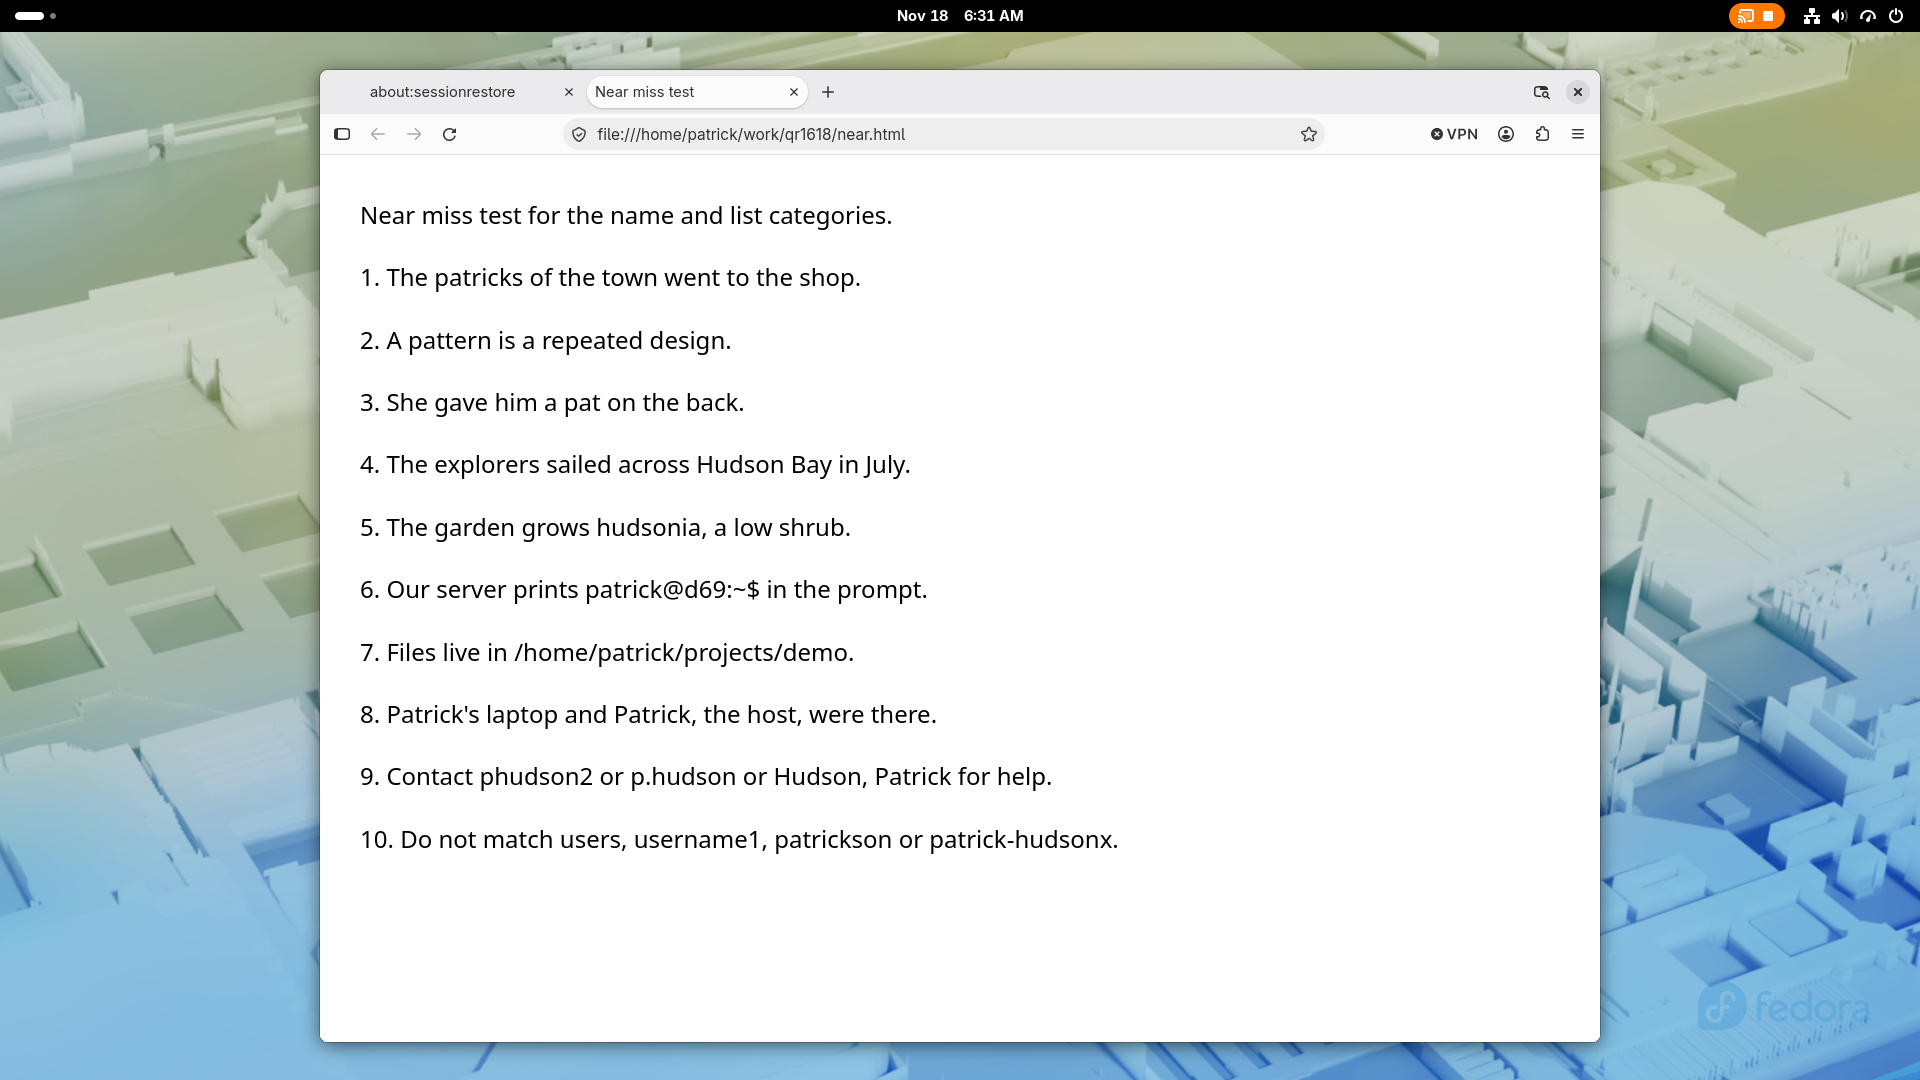 Nov 18 6:31 AM
about:sessionrestore
Near miss test
file:///home/patrick/work/qr1618/near.html
VPN
Near miss test for the name and list categories.
1. The patricks of the town went to the shop.
2. A pattern is a repeated design.
3. She gave him a pat on the back.
4. The explorers sailed across Hudson Bay in July.
5. The garden grows hudsonia, a low shrub.
6. Our server prints patrick@d69:~$ in the prompt.
7. Files live in /home/patrick/projects/demo.
8. Patrick's laptop and Patrick, the host, were there.
9. Contact phudson2 or p.hudson or Hudson, Patrick for help.
10. Do not match users, username1, patrickson or patrick-hudsonx.
fedora